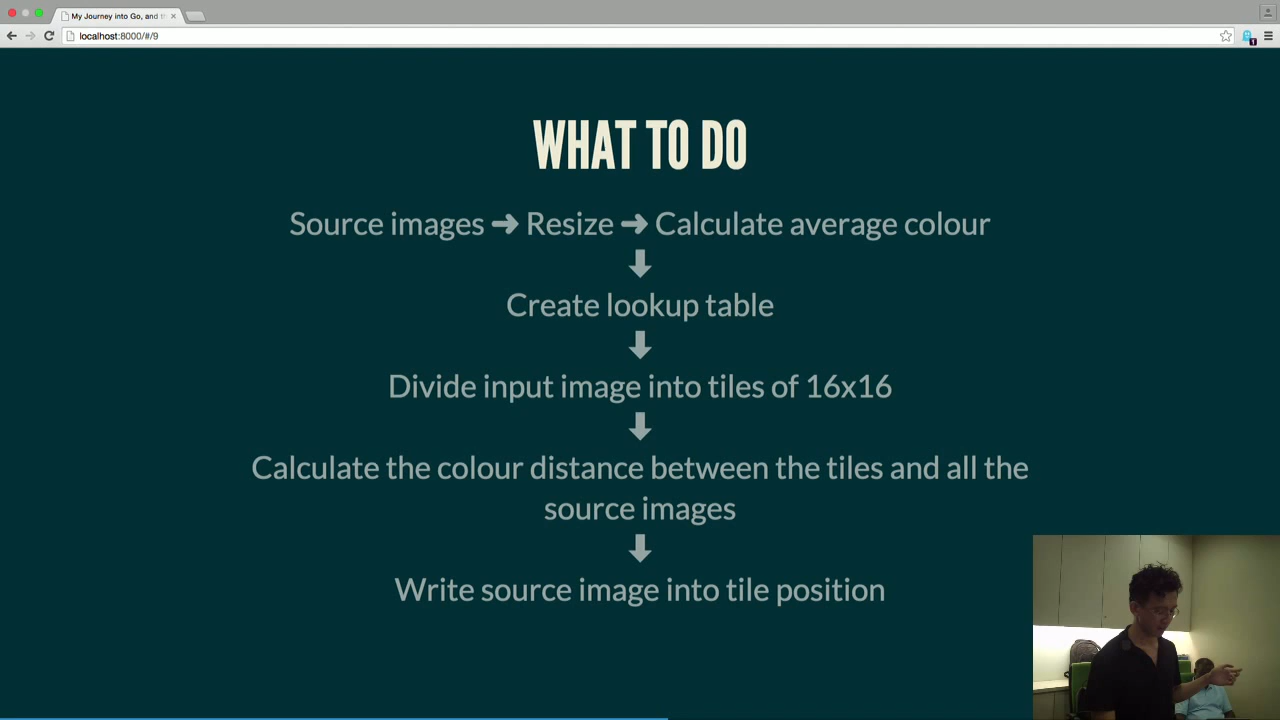 My Journey into Go, and th
localhost:8000/#/9
WHAT TO DO
Source images ➜ Resize ➜ Calculate average colour
Create lookup table
Divide input image into tiles of 16x16
Calculate the colour distance between the tiles and all the
source images
Write source image into tile position